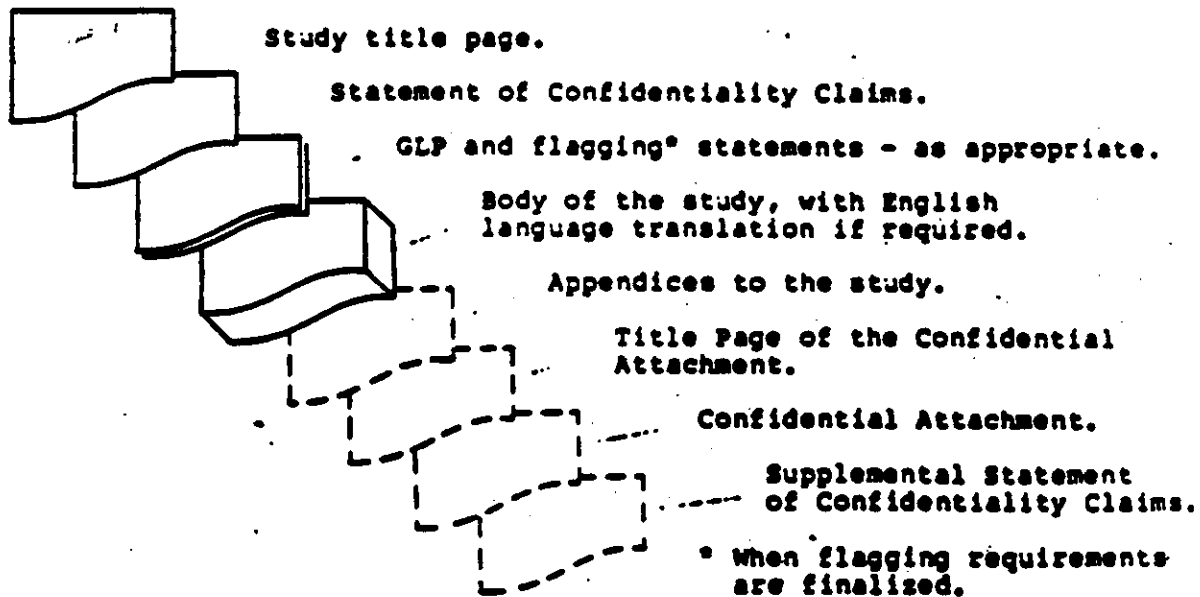 Study title page.
Statement of Confidentiality Claims.
GLP and flagging* statements - as appropriate.
Body of the study, with English
language translation if required.
Appendices to the study.
Title Page of the Confidential
Attachment.
Confidential Attachment.
Supplemental Statement
of Confidentiality Claims.
* When flagging requirements
are finalized.